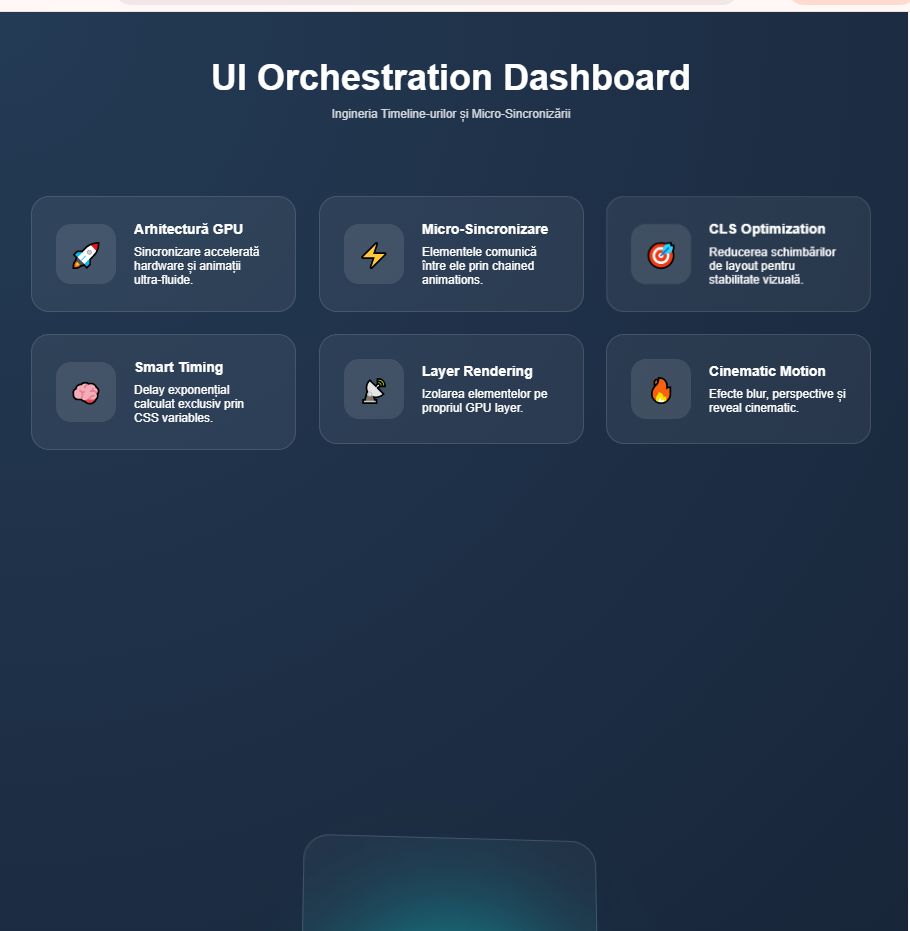 UI Orchestration Dashboard
Ingineria Timeline-urilor și Micro-Sincronizării
Arhitectură GPU
Sincronizare accelerată
hardware și animații
ultra-fluide.
Micro-Sincronizare
Elementele comunică
între ele prin chained
animations.
CLS Optimization
Reducerea schimbărilor
de layout pentru
stabilitate vizuală.
Smart Timing
Delay exponențial
calculat exclusiv prin
CSS variables.
Layer Rendering
Izolarea elementelor pe
propriul GPU layer.
Cinematic Motion
Efecte blur, perspective și
reveal cinematic.